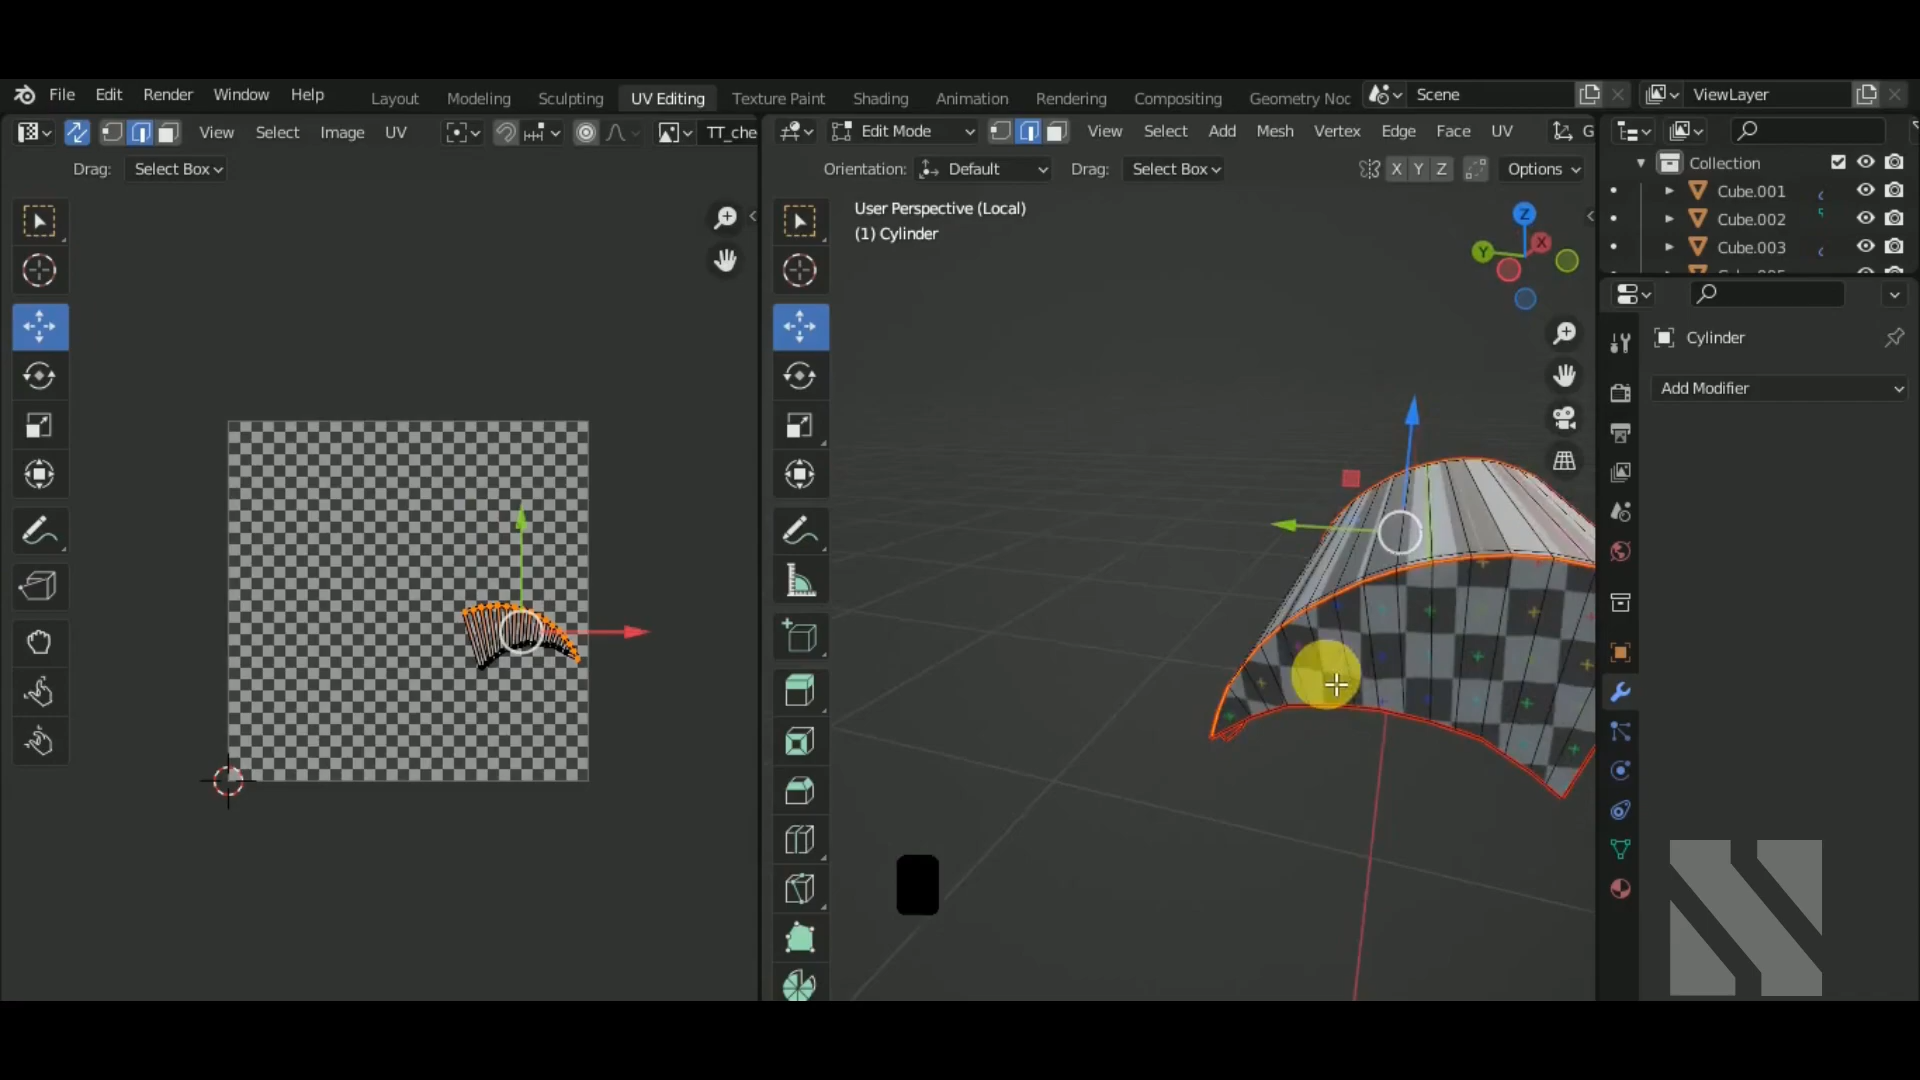 File Edit Render Window Help Layout Modeling Sculpting UV Editing Texture Paint Shading Animation Rendering Compositing Geometry Noc Scene ViewLayer
View Select Image UV TT_che Edit Mode View Select Add Mesh Vertex Edge Face UV G
Drag: Select Box Orientation: Default Drag: Select Box X Y Z Options
Collection
Cube.001
Cube.002
Cube.003
User Perspective (Local)
(1) Cylinder
Z
X
Y
Cylinder
Add Modifier